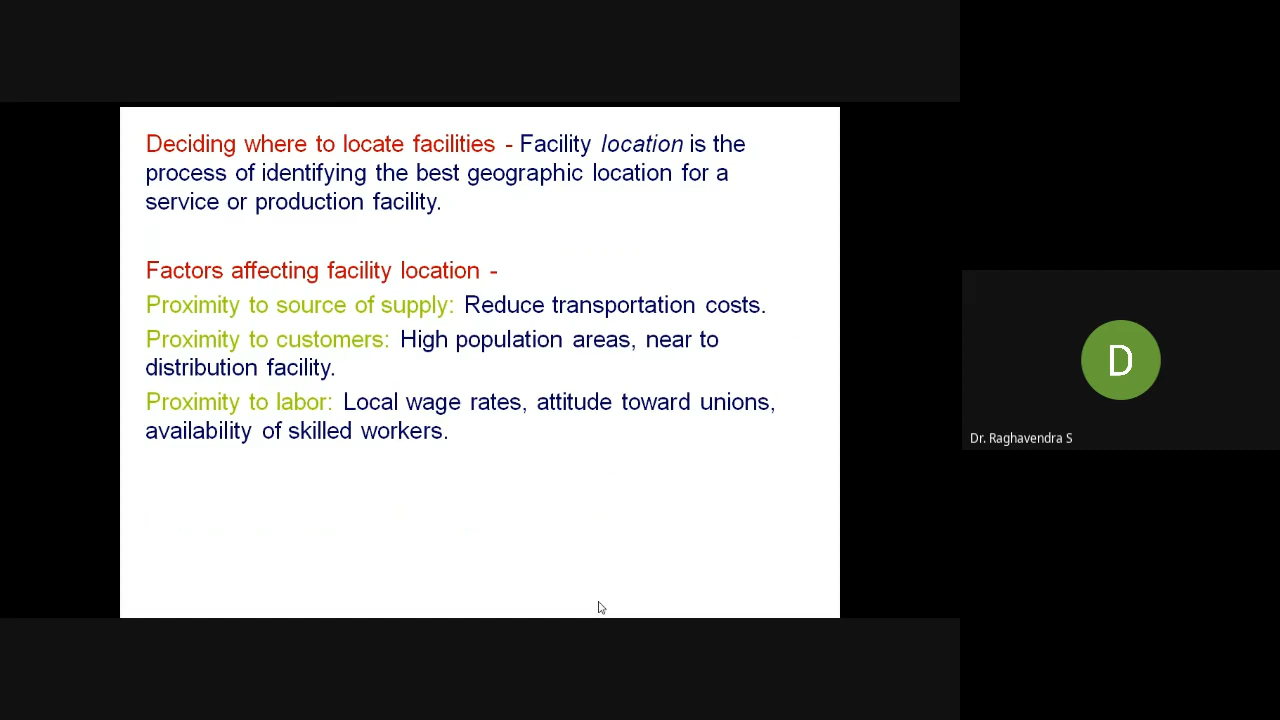 Deciding where to locate facilities - Facility location is the
process of identifying the best geographic location for a
service or production facility.
Factors affecting facility location -
Proximity to source of supply: Reduce transportation costs.
Proximity to customers: High population areas, near to
distribution facility.
Proximity to labor: Local wage rates, attitude toward unions,
availability of skilled workers.
D
Dr. Raghavendra S